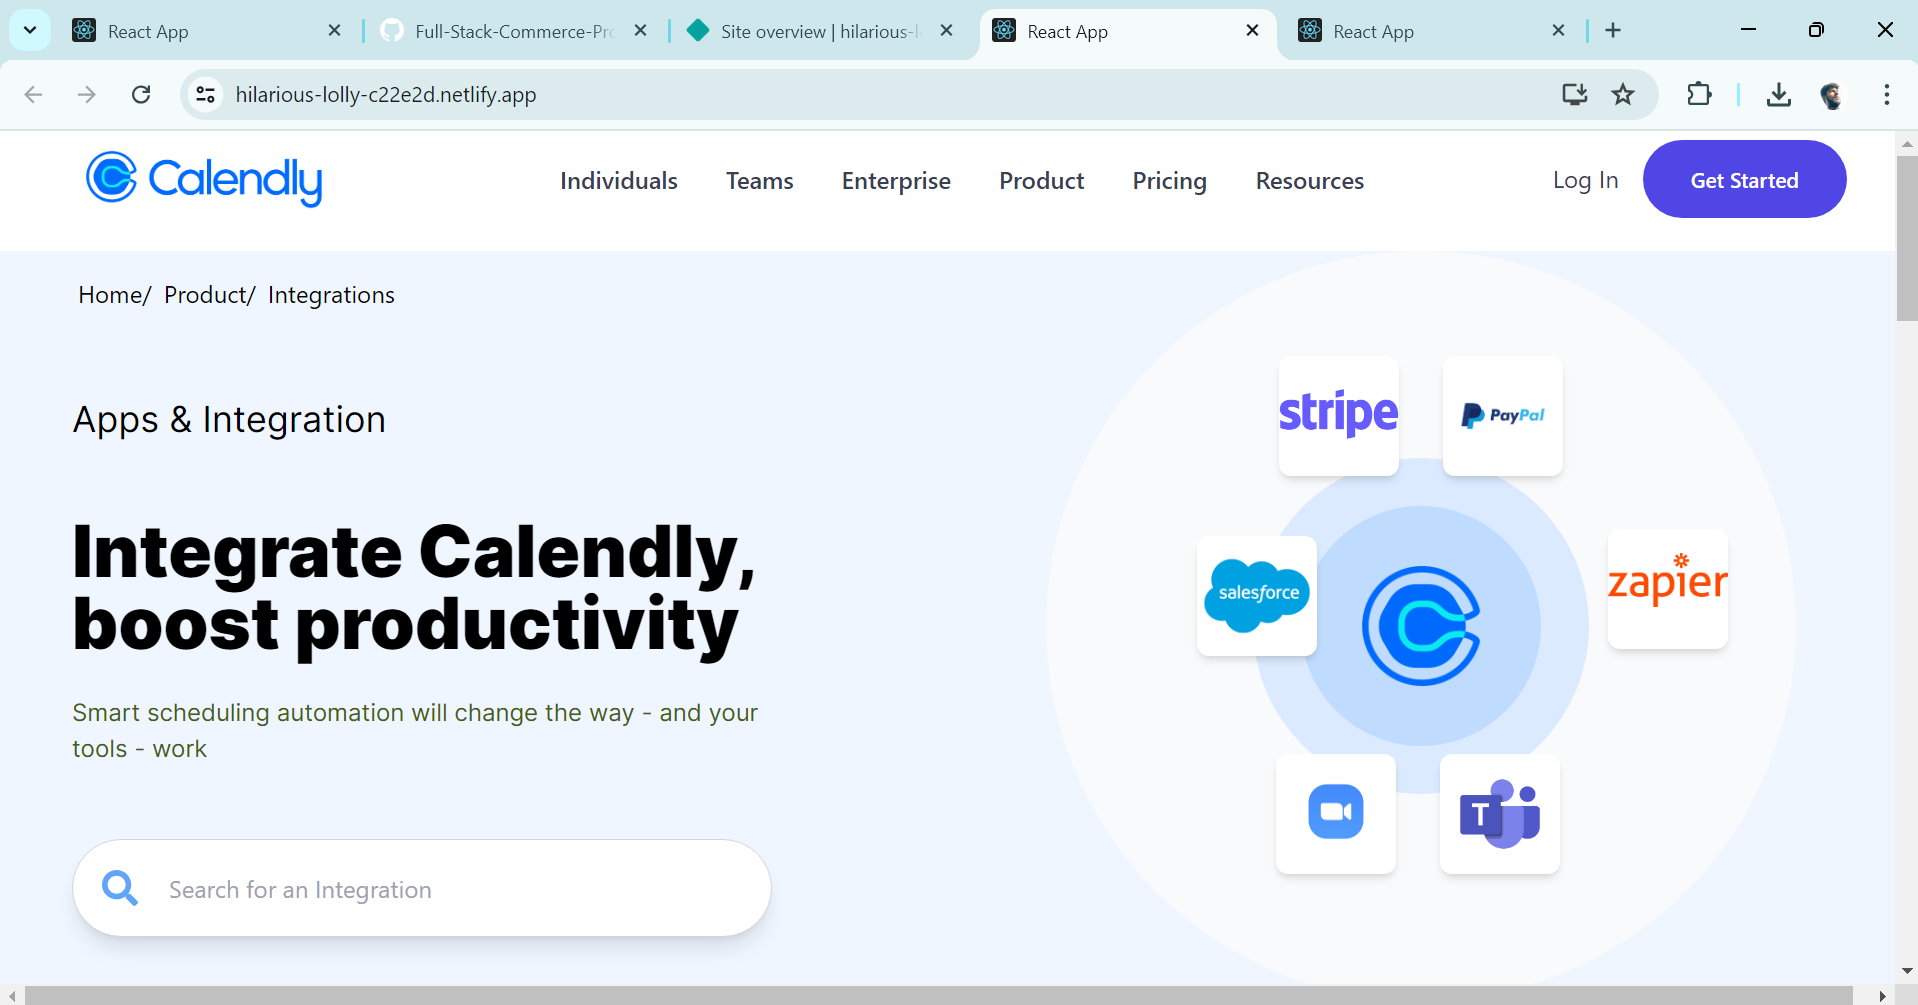 React App
Full-Stack-Commerce-Pro
Site overview | hilarious-l
React App
React App
hilarious-lolly-c22e2d.netlify.app
Calendly
Individuals
Teams
Enterprise
Product
Pricing
Resources
Log In
Get Started
Home/ Product/ Integrations
Apps & Integration
Integrate Calendly,
boost productivity
Smart scheduling automation will change the way - and your
tools - work
Search for an Integration
stripe
PayPal
salesforce
zapier
T